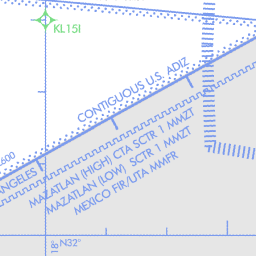 KL15I
CONTIGUOUS U.S. ADIZ
600
ANGELES
MAZATLAN (HIGH) CTA SCTR 1 MMZT
MAZATLAN (LOW) SCTR 1 MMZT
MEXICO FIR/UTA MMFR
N32°